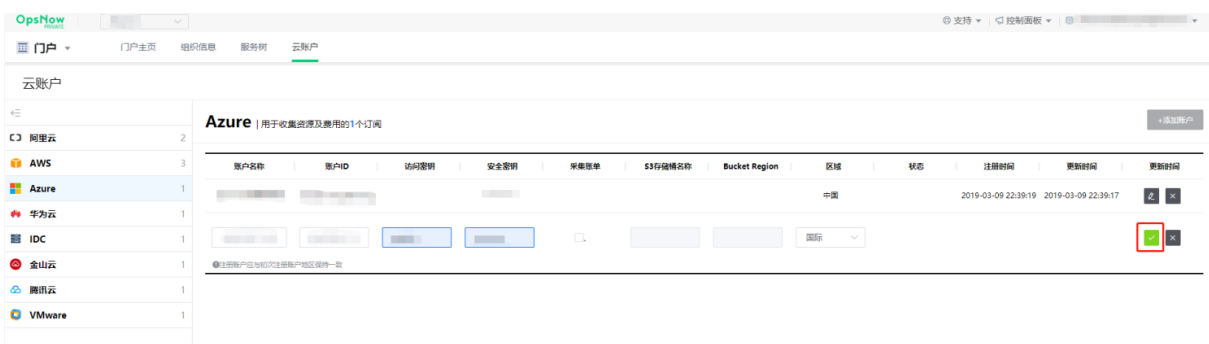 OpsNow
PRIVATE
支持
控制面板
门户
门户主页
组织信息
服务树
云账户
云账户
阿里云 2
AWS 3
Azure 1
华为云 1
IDC 1
金山云 1
腾讯云 1
VMware 1
Azure | 用于收集资源及费用的1个订阅
+添加账户
账户名称 账户ID 访问密钥 安全密钥 采集账单 S3存储桶名称 Bucket Region 区域 状态 注册时间 更新时间 更新时间
中国 2019-03-09 22:39:19 2019-03-09 22:39:17
国际
注册账户应与初次注册账户地区保持一致